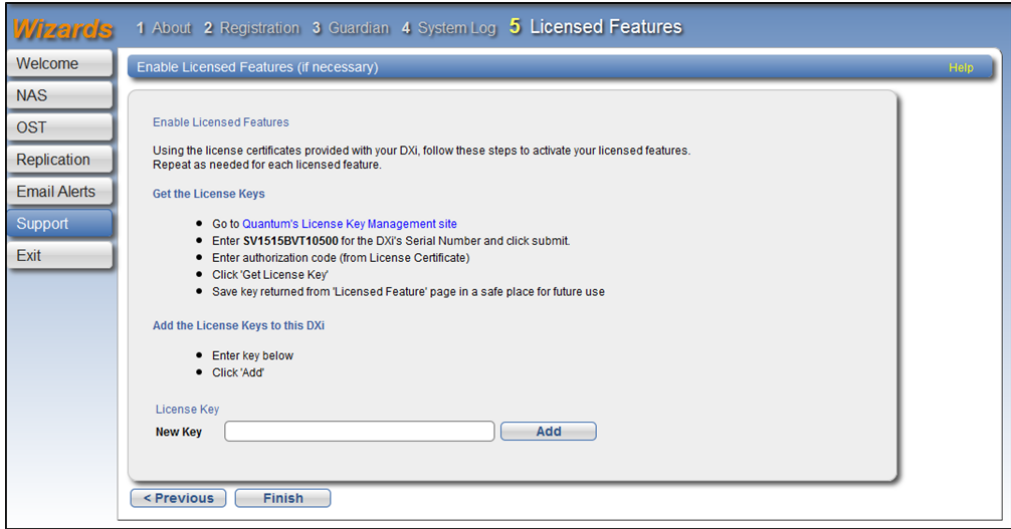 Wizards
1 About 2 Registration 3 Guardian 4 System Log 5 Licensed Features
Welcome
NAS
OST
Replication
Email Alerts
Support
Exit
Enable Licensed Features (if necessary)
Help
Enable Licensed Features
Using the license certificates provided with your DXi, follow these steps to activate your licensed features.
Repeat as needed for each licensed feature.
Get the License Keys
Go to Quantum's License Key Management site
Enter SV1515BVT10500 for the DXi's Serial Number and click submit.
Enter authorization code (from License Certificate)
Click 'Get License Key'
Save key returned from 'Licensed Feature' page in a safe place for future use
Add the License Keys to this DXi
Enter key below
Click 'Add'
License Key
New Key
Add
< Previous
Finish